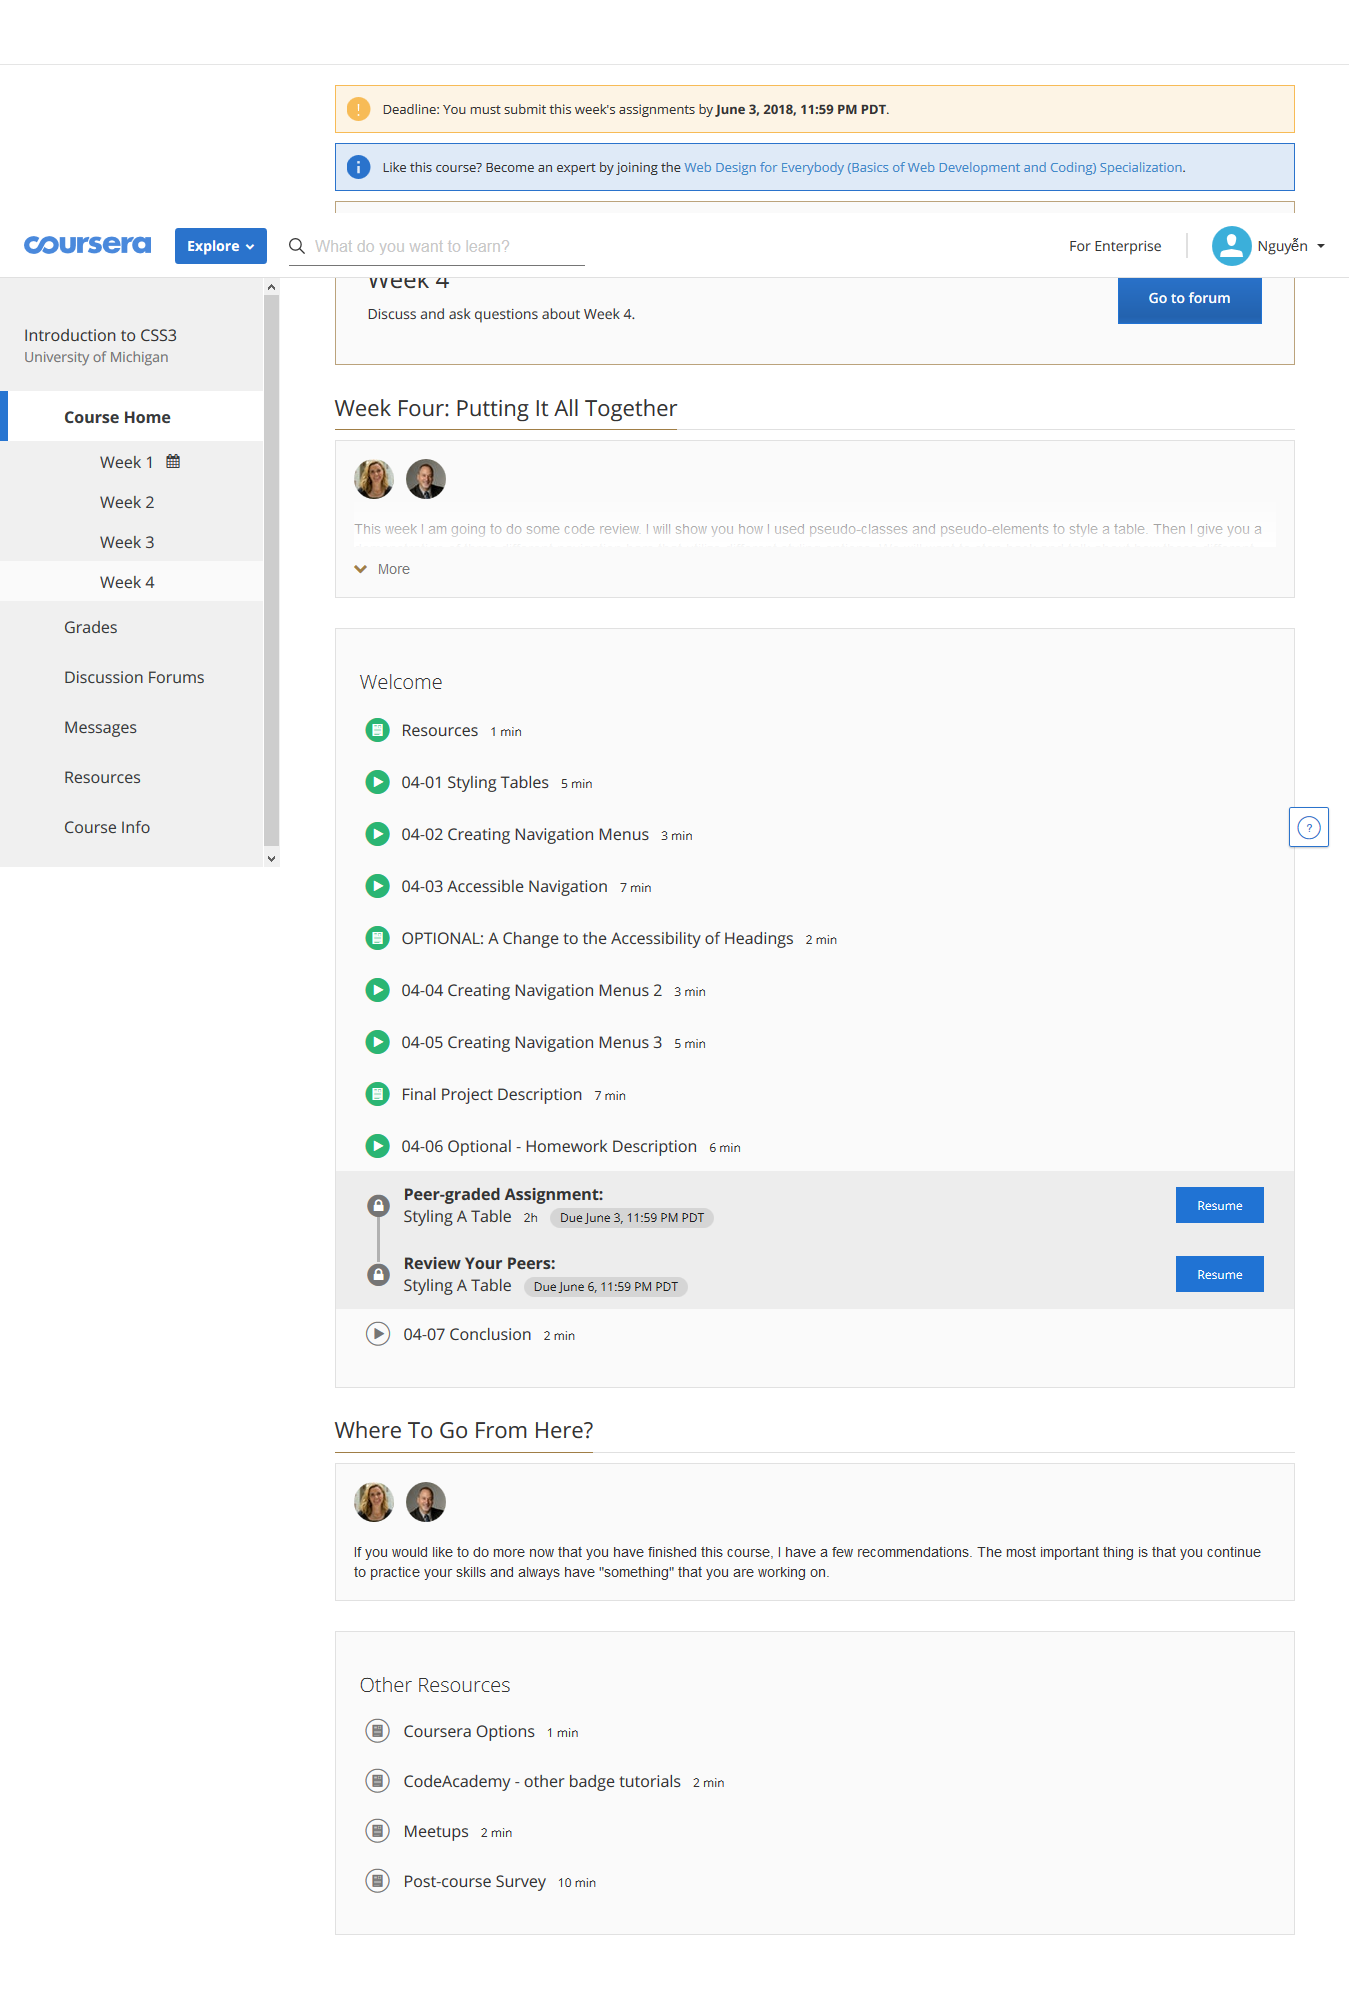 Deadline: You must submit this week's assignments by June 3, 2018, 11:59 PM PDT.
Like this course? Become an expert by joining the Web Design for Everybody (Basics of Web Development and Coding) Specialization.
coursera
Explore
What do you want to learn?
For Enterprise
Nguyễn
Week 4
Discuss and ask questions about Week 4.
Go to forum
Introduction to CSS3
University of Michigan
Course Home
Week 1
Week 2
Week 3
Week 4
Grades
Discussion Forums
Messages
Resources
Course Info
Week Four: Putting It All Together
This week I am going to do some code review. I will show you how I used pseudo-classes and pseudo-elements to style a table. Then I give you a
More
Welcome
Resources 1 min
04-01 Styling Tables 5 min
04-02 Creating Navigation Menus 3 min
04-03 Accessible Navigation 7 min
OPTIONAL: A Change to the Accessibility of Headings 2 min
04-04 Creating Navigation Menus 2 3 min
04-05 Creating Navigation Menus 3 5 min
Final Project Description 7 min
04-06 Optional - Homework Description 6 min
Peer-graded Assignment:
Styling A Table 2h Due June 3, 11:59 PM PDT
Resume
Review Your Peers:
Styling A Table Due June 6, 11:59 PM PDT
Resume
04-07 Conclusion 2 min
Where To Go From Here?
If you would like to do more now that you have finished this course, I have a few recommendations. The most important thing is that you continue
to practice your skills and always have "something" that you are working on.
Other Resources
Coursera Options 1 min
CodeAcademy - other badge tutorials 2 min
Meetups 2 min
Post-course Survey 10 min